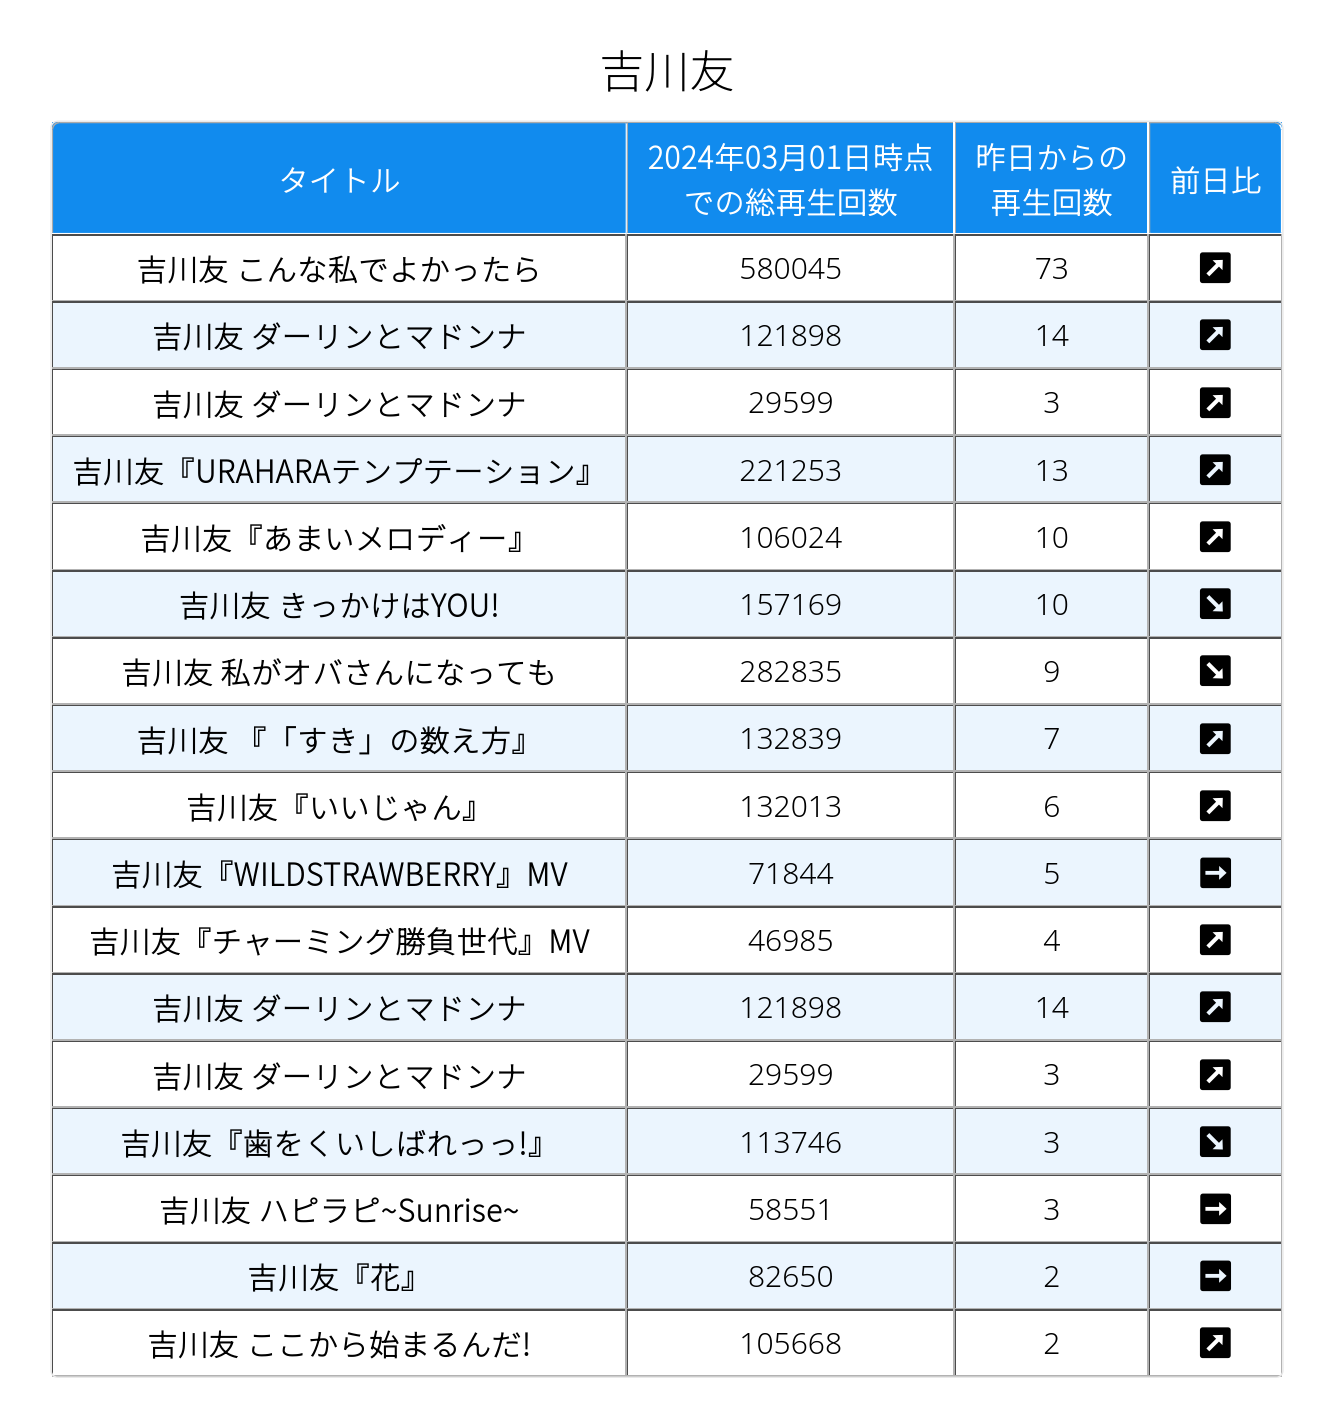 吉川友
タイトル
2024年03月01日時点
での総再生回数
昨日からの
再生回数
前日比
吉川友 こんな私でよかったら 580045 73
吉川友 ダーリンとマドンナ 121898 14
吉川友 ダーリンとマドンナ 29599 3
吉川友『URAHARAテンプテーション』 221253 13
吉川友『あまいメロディー』 106024 10
吉川友 きっかけはYOU! 157169 10
吉川友 私がオバさんになっても 282835 9
吉川友 『「すき」の数え方』 132839 7
吉川友『いいじゃん』 132013 6
吉川友『WILDSTRAWBERRY』MV 71844 5
吉川友『チャーミング勝負世代』MV 46985 4
吉川友 ダーリンとマドンナ 121898 14
吉川友 ダーリンとマドンナ 29599 3
吉川友『歯をくいしばれっっ!』 113746 3
吉川友 ハピラピ~Sunrise~ 58551 3
吉川友『花』 82650 2
吉川友 ここから始まるんだ! 105668 2